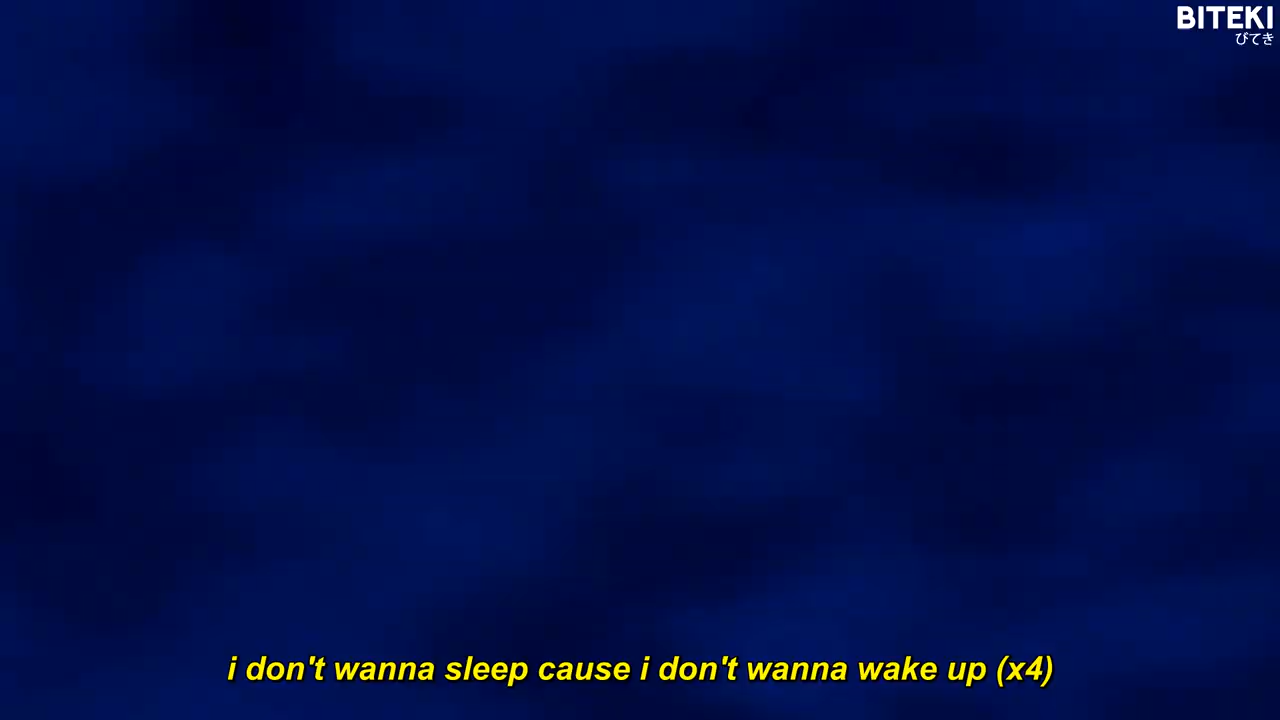 BITEKI
びてき
i don't wanna sleep cause i don't wanna wake up (x4)